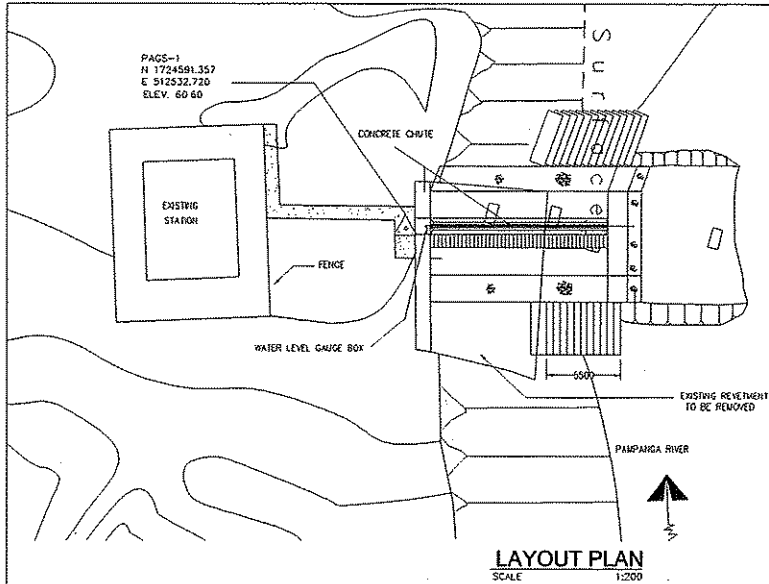 PAGS-1
N 1724591.357
E 512532.720
ELEV. 60 60
CONCRETE CHUTE
EXISTING
STATION
FENCE
WATER LEVEL GAUGE BOX
5500
EXISTING REVETMENT
TO BE REMOVED
PAMPANGA RIVER
LAYOUT PLAN
SCALE 1:200